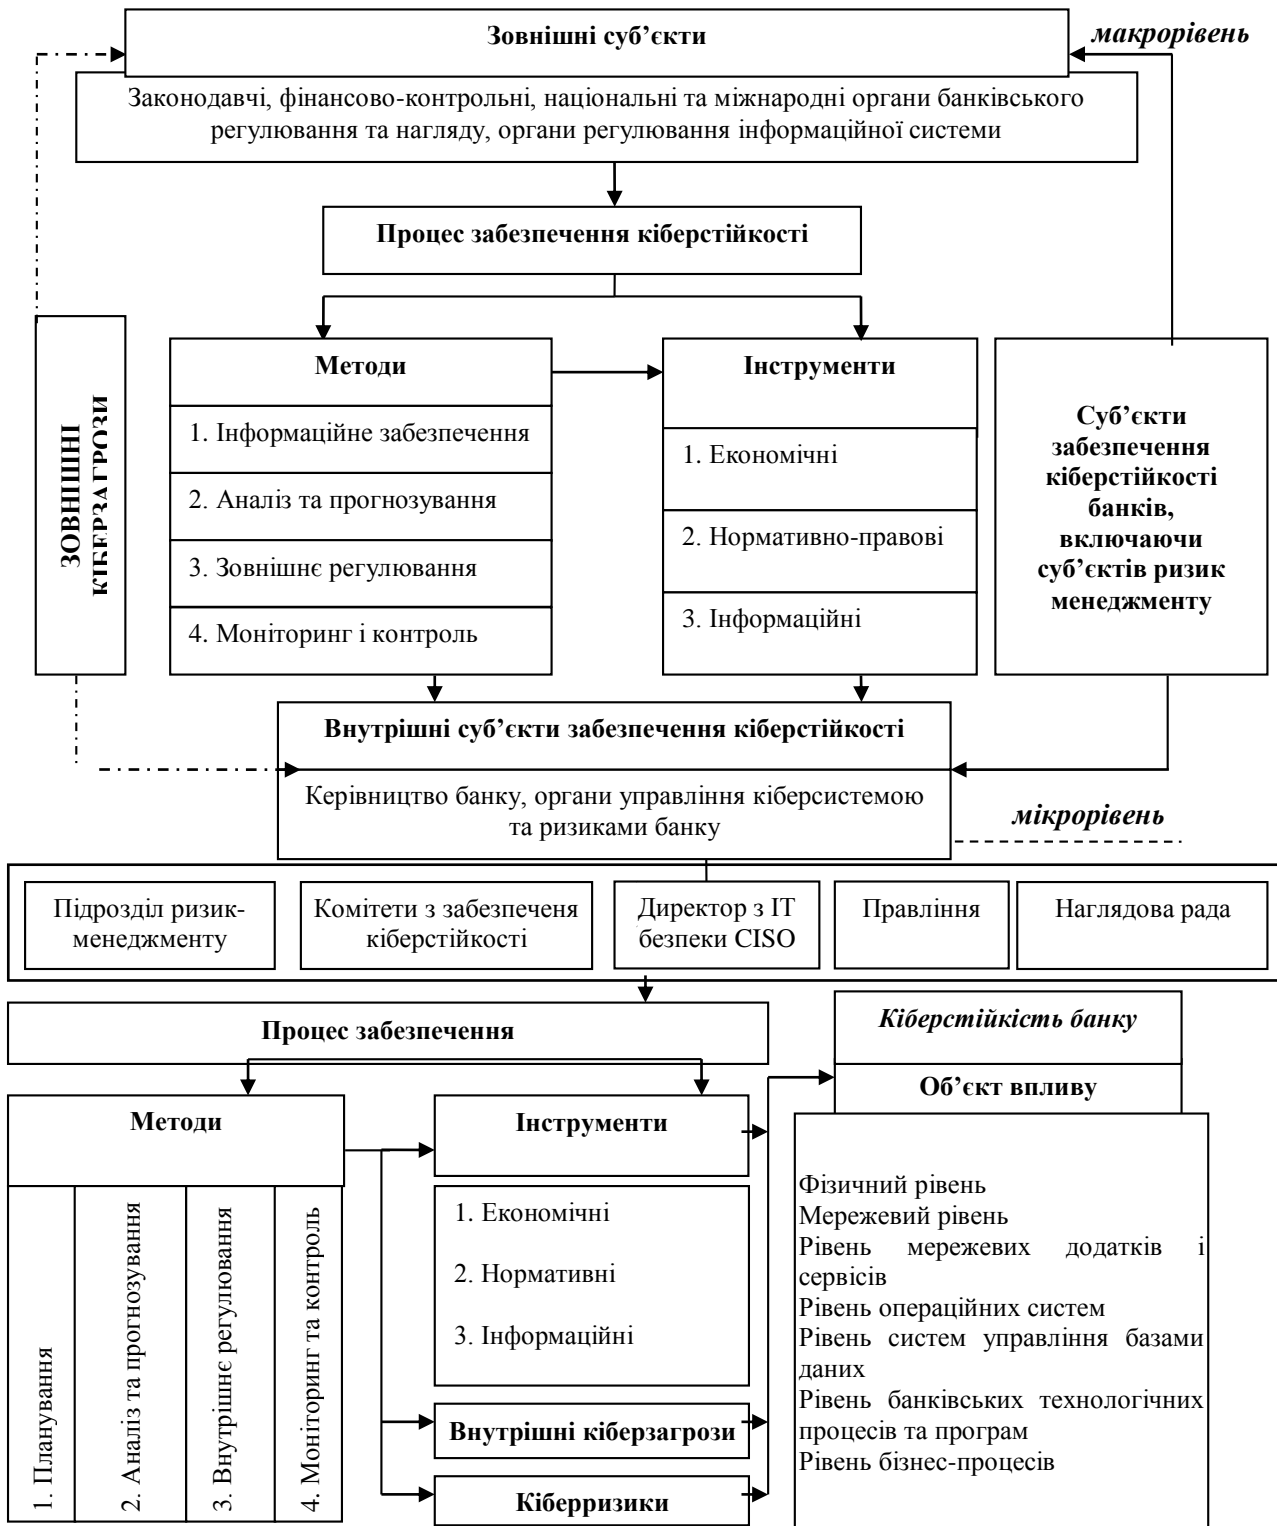 Зовнішні суб’єкти
макрорівень
Законодавчі, фінансово-контрольні, національні та міжнародні органи банківського
регулювання та нагляду, органи регулювання інформаційної системи
Процес забезпечення кіберстійкості
ЗОВНІШНІ
КІБЕРЗАГРОЗИ
Методи
1. Інформаційне забезпечення
2. Аналіз та прогнозування
3. Зовнішнє регулювання
4. Моніторинг і контроль
Інструменти
1. Економічні
2. Нормативно-правові
3. Інформаційні
Суб’єкти
забезпечення
кіберстійкості
банків,
включаючи
суб’єктів ризик
менеджменту
Внутрішні суб’єкти забезпечення кіберстійкості
Керівництво банку, органи управління кіберсистемою
та ризиками банку
мікрорівень
Підрозділ ризик-
менеджменту
Комітети з забезпеченя
кіберстійкості
Директор з ІТ
безпеки CISO
Правління
Наглядова рада
Процес забезпечення
Кіберстійкість банку
Об’єкт впливу
Методи
1. Планування
2. Аналіз та прогнозування
3. Внутрішнє регулювання
4. Моніторинг та контроль
Інструменти
1. Економічні
2. Нормативні
3. Інформаційні
Внутрішні кіберзагрози
Кіберризики
Фізичний рівень
Мережевий рівень
Рівень мережевих додатків і
сервісів
Рівень операційних систем
Рівень систем управління базами
даних
Рівень банківських технологічних
процесів та програм
Рівень бізнес-процесів